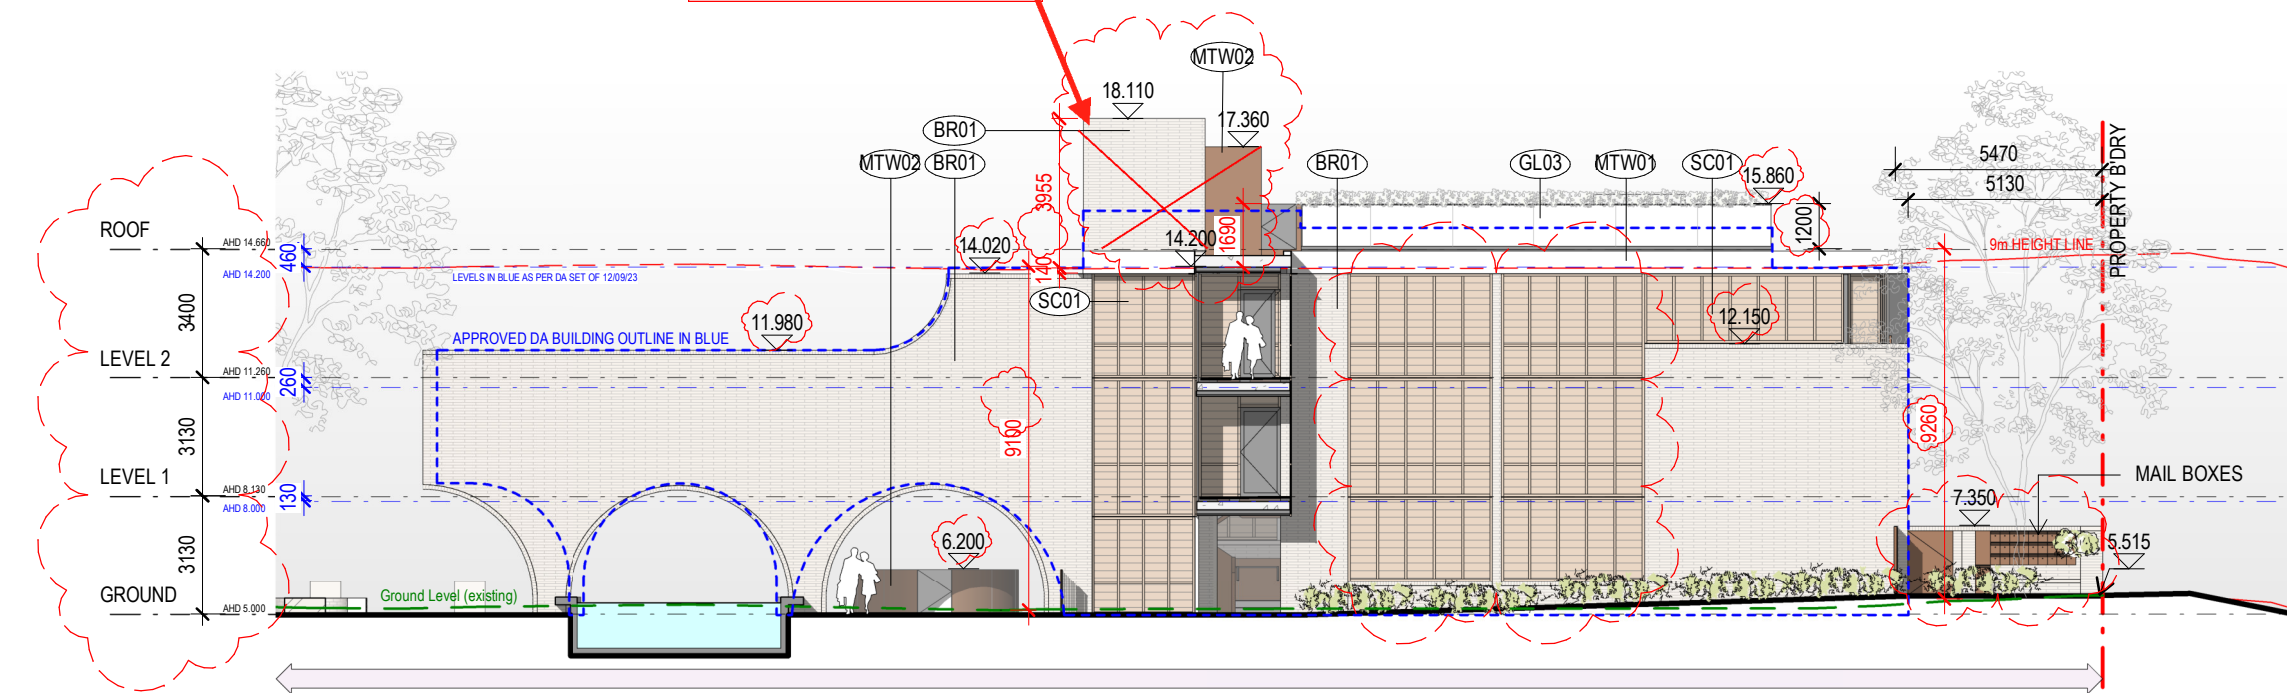 MTW02
18.110
17.360
BR01
MTW02
BR01
BR01
GL03
MTW01
SC01
15.860
5470
5130
PROPERTY B'DRY
3955
1200
ROOF
AHD 14.660
460
14.020
14.200
1690
9m HEIGHT LINE
AHD 14.200
LEVELS IN BLUE AS PER DA SET OF 12/09/23
140
SC01
3400
11.980
12.150
APPROVED DA BUILDING OUTLINE IN BLUE
LEVEL 2
AHD 11.260
260
AHD 11.000
3130
9100
9260
LEVEL 1
AHD 8.130
130
AHD 8.000
MAIL BOXES
7.350
3130
6.200
5.515
GROUND
AHD 5.000
Ground Level (existing)